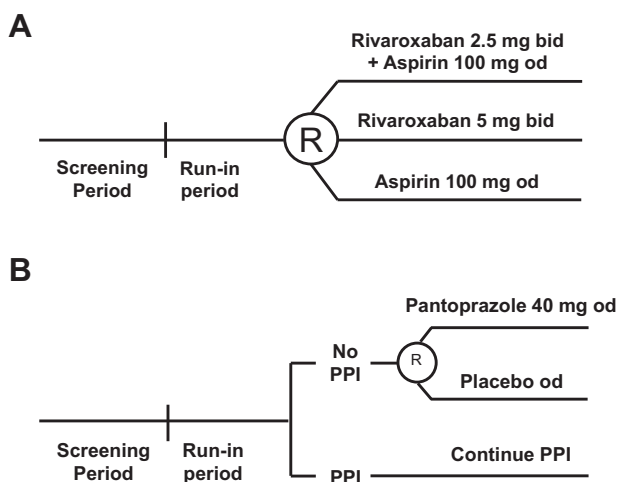 A
Rivaroxaban 2.5 mg bid
+ Aspirin 100 mg od
R
Rivaroxaban 5 mg bid
Screening
Period
Run-in
period
Aspirin 100 mg od
B
Pantoprazole 40 mg od
No
PPI
R
Placebo od
Screening
Period
Run-in
period
Continue PPI
PPI